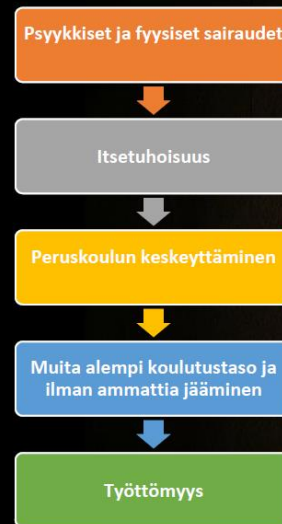 Psyykkiset ja fyysiset sairaudet
Itsetuhoisuus
Peruskoulun keskeyttäminen
Muita alempi koulutustaso ja
ilman ammattia jääminen
Työttömyys